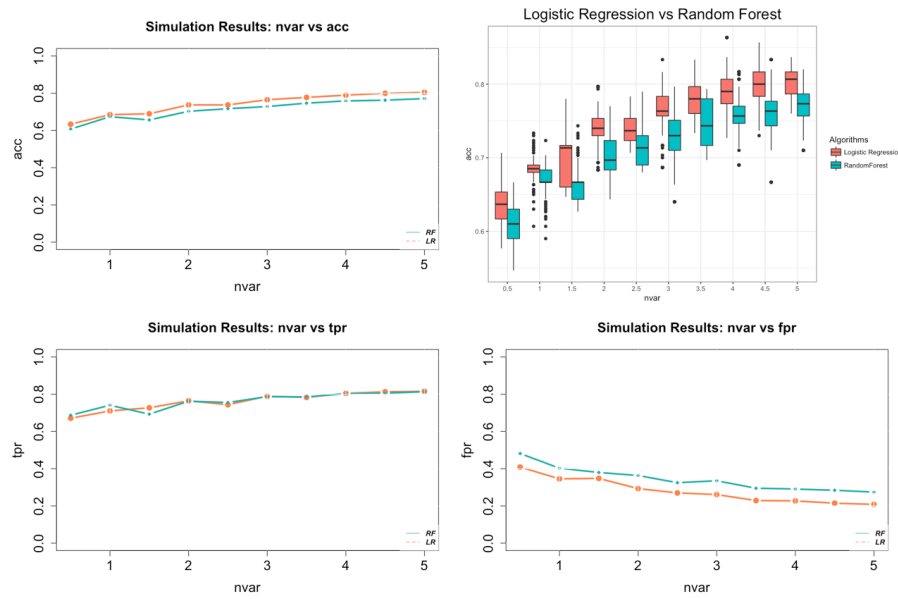 Simulation Results: nvar vs acc
1.0
0.8
0.6
0.4
0.2
0.0
acc
RF
LR
1 2 3 4 5
nvar
Logistic Regression vs Random Forest
0.8
0.7
0.6
acc
0.5 1 1.5 2 2.5 3 3.5 4 4.5 5
nvar
Algorithms
Logistic Regressio
RandomForest
Simulation Results: nvar vs tpr
1.0
0.8
0.6
0.4
0.2
0.0
tpr
RF
LR
1 2 3 4 5
nvar
Simulation Results: nvar vs fpr
1.0
0.8
0.6
0.4
0.2
0.0
fpr
RF
LR
1 2 3 4 5
nvar